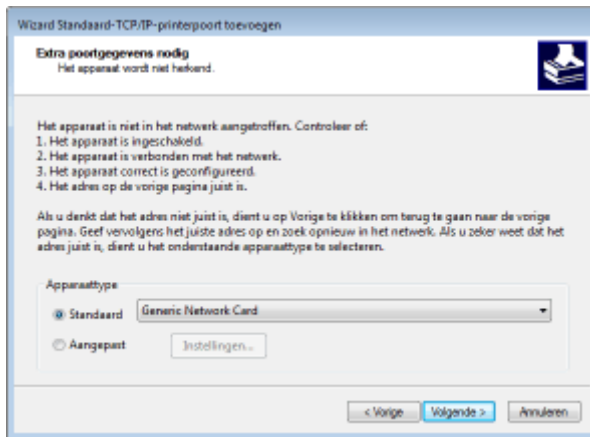 Wizard Standaard-TCP/IP-printerpoort toevoegen
Extra poortgegevens nodig
Het apparaat wordt niet herkend.
Het apparaat is niet in het netwerk aangetroffen. Controleer of:
1. Het apparaat is ingeschakeld.
2. Het apparaat is verbonden met het netwerk.
3. Het apparaat correct is geconfigureerd.
4. Het adres op de vorige pagina juist is.
Als u denkt dat het adres niet juist is, dient u op Vorige te klikken om terug te gaan naar de vorige
pagina. Geef vervolgens het juiste adres op en zoek opnieuw in het netwerk. Als u zeker weet dat het
adres juist is, dient u het onderstaande apparaattype te selecteren.
Apparaattype
Standaard Generic Network Card
Aangepast Instellingen...
< Vorige Volgende > Annuleren